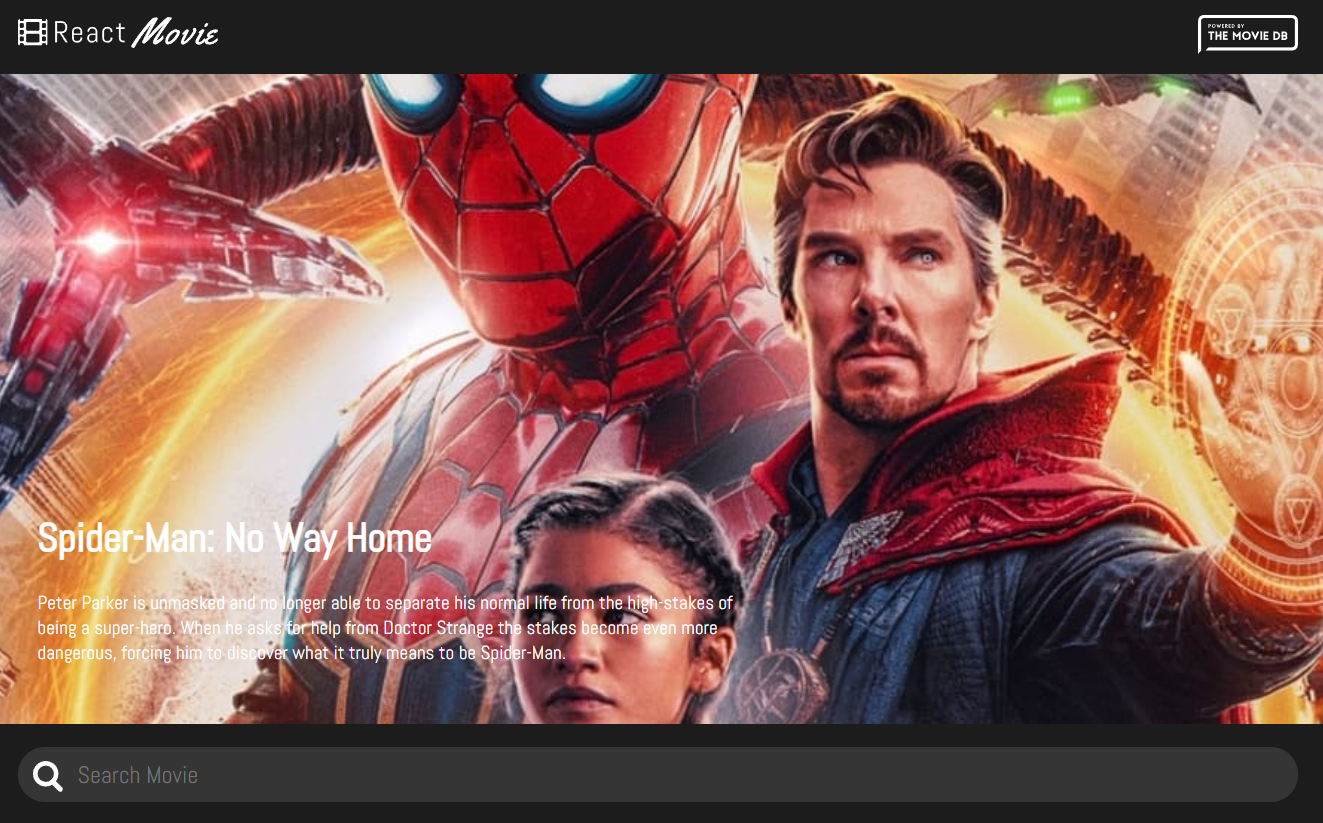 React Movie
POWERED BY
THE MOVIE DB
Spider-Man: No Way Home
Peter Parker is unmasked and no longer able to separate his normal life from the high-stakes of
being a super-hero. When he asks for help from Doctor Strange the stakes become even more
dangerous, forcing him to discover what it truly means to be Spider-Man.
Search Movie